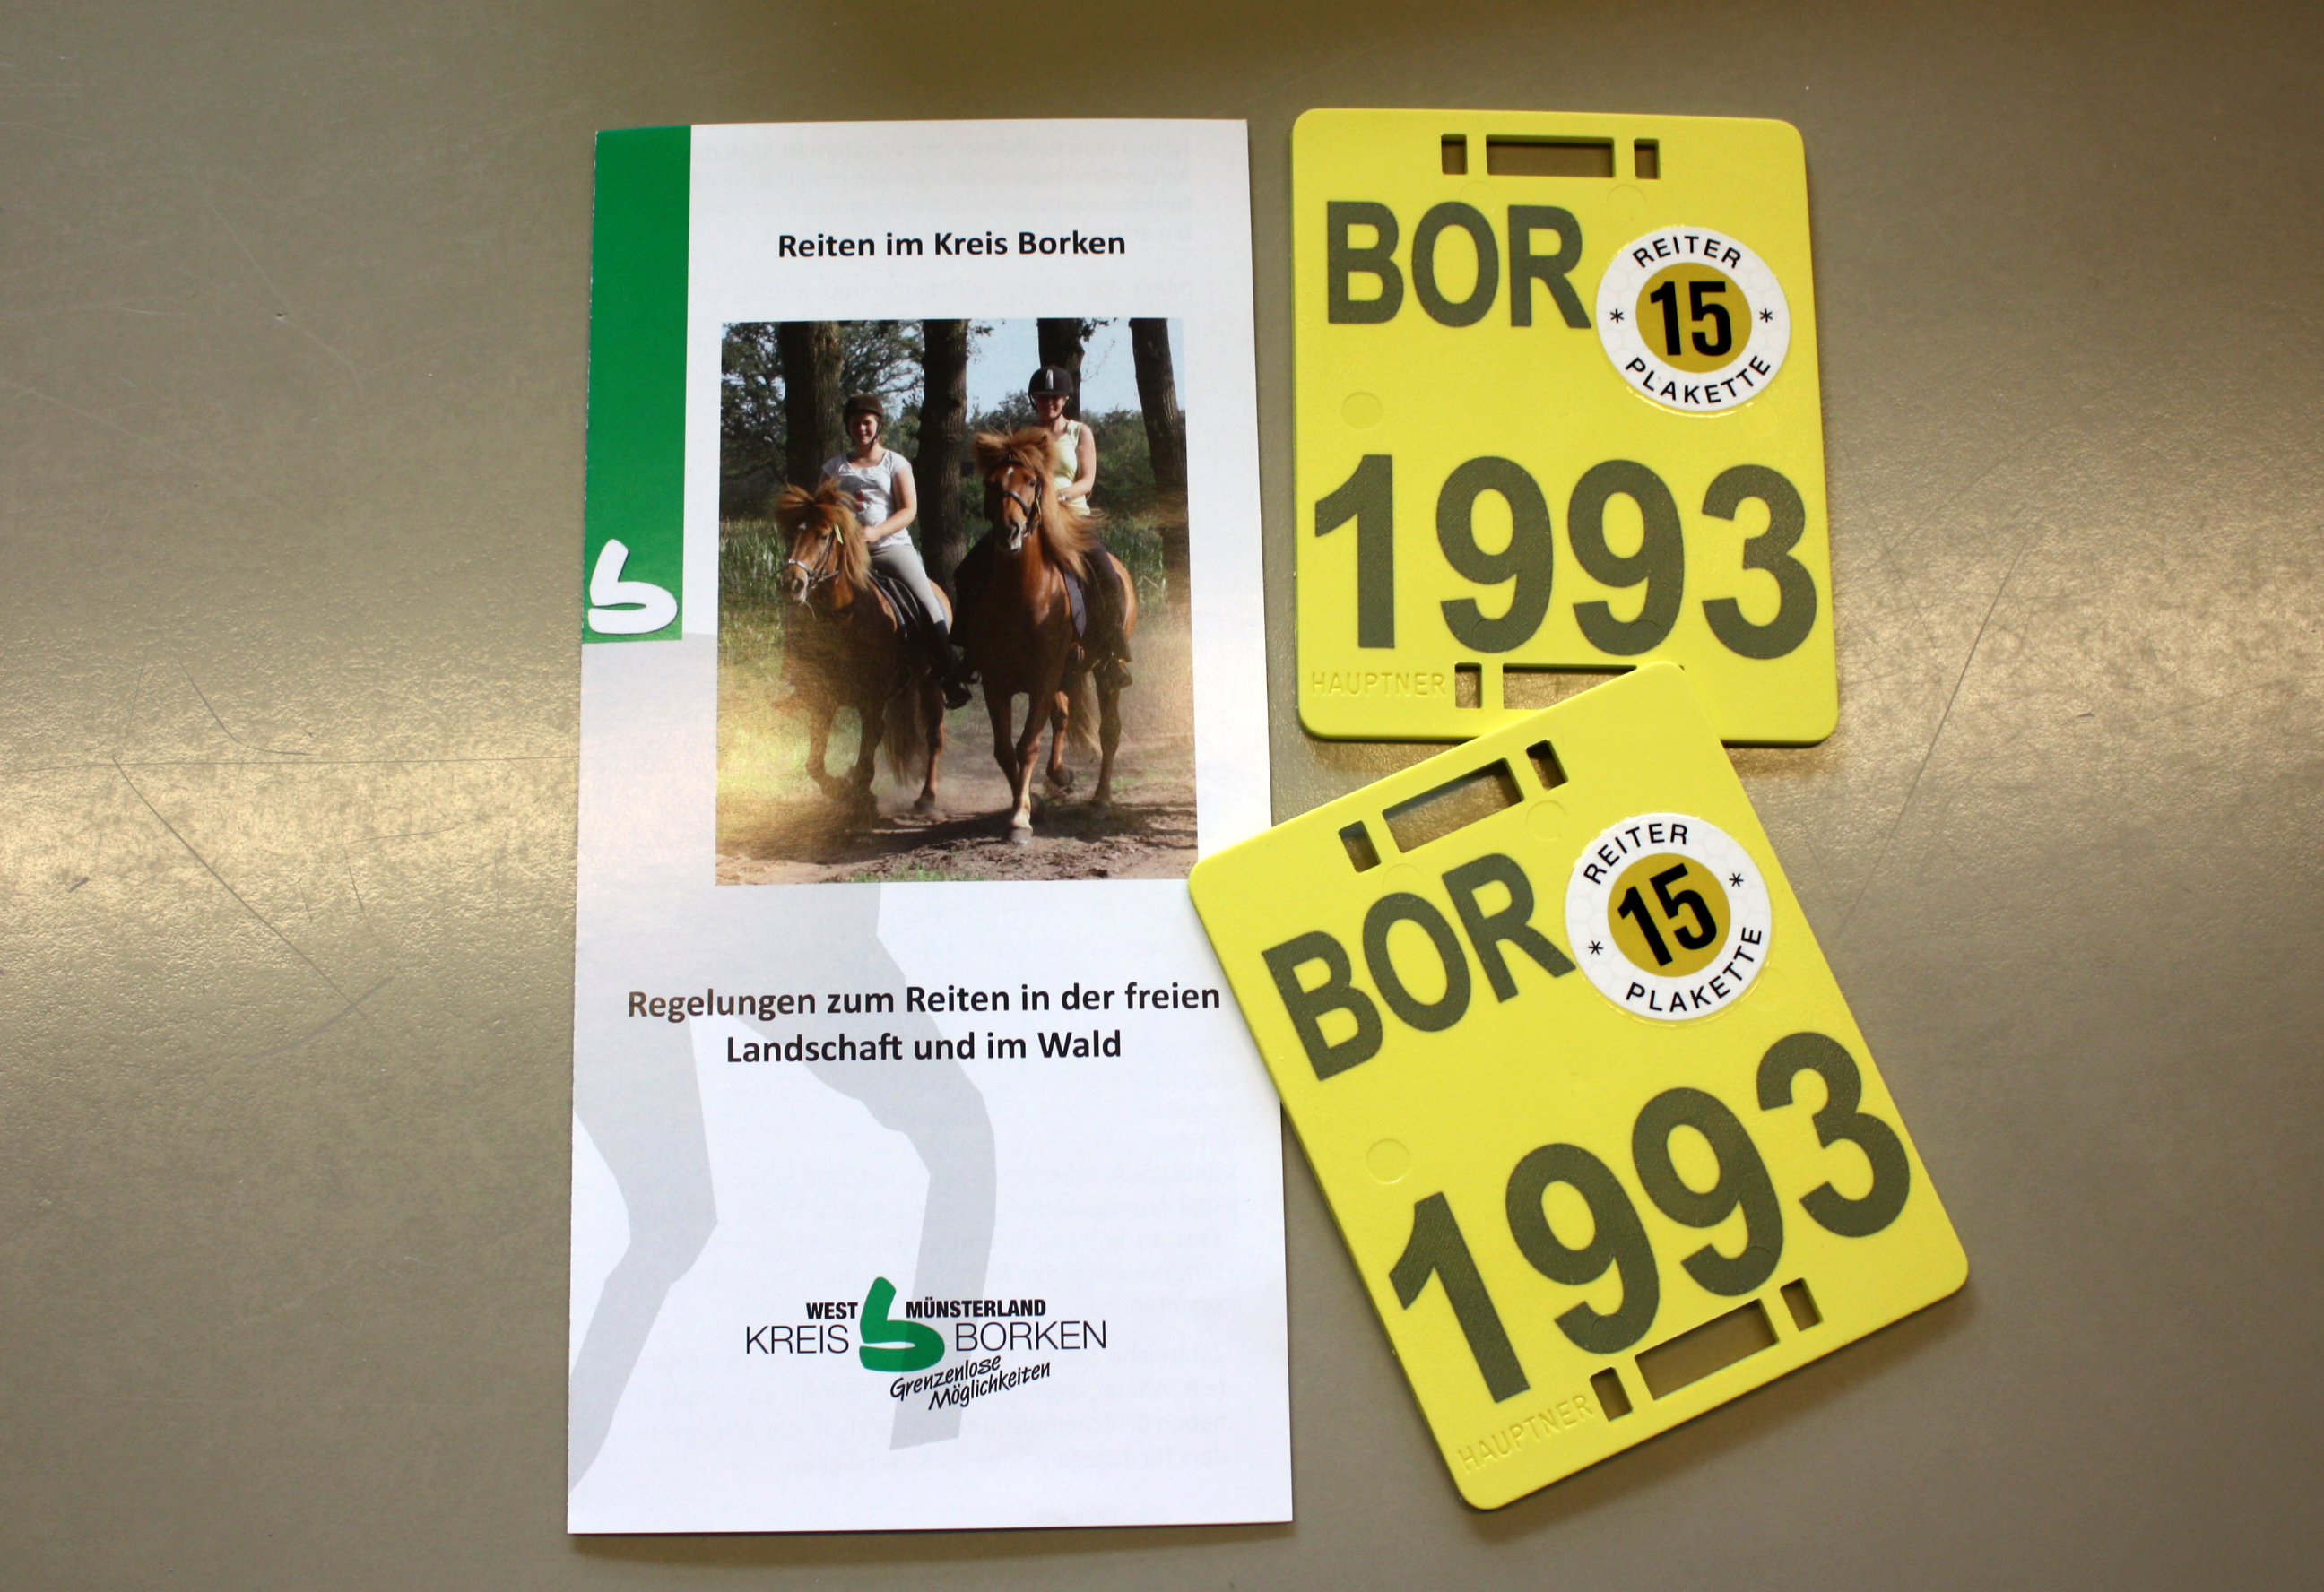 Reiten im Kreis Borken
Regelungen zum Reiten in der freien
Landschaft und im Wald
WEST MÜNSTERLAND
KREIS BORKEN
Grenzenlose
Möglichkeiten
BOR
REITER
15
PLAKETTE
1993
HAUPTNER
BOR
REITER
15
PLAKETTE
1993
HAUPTNER